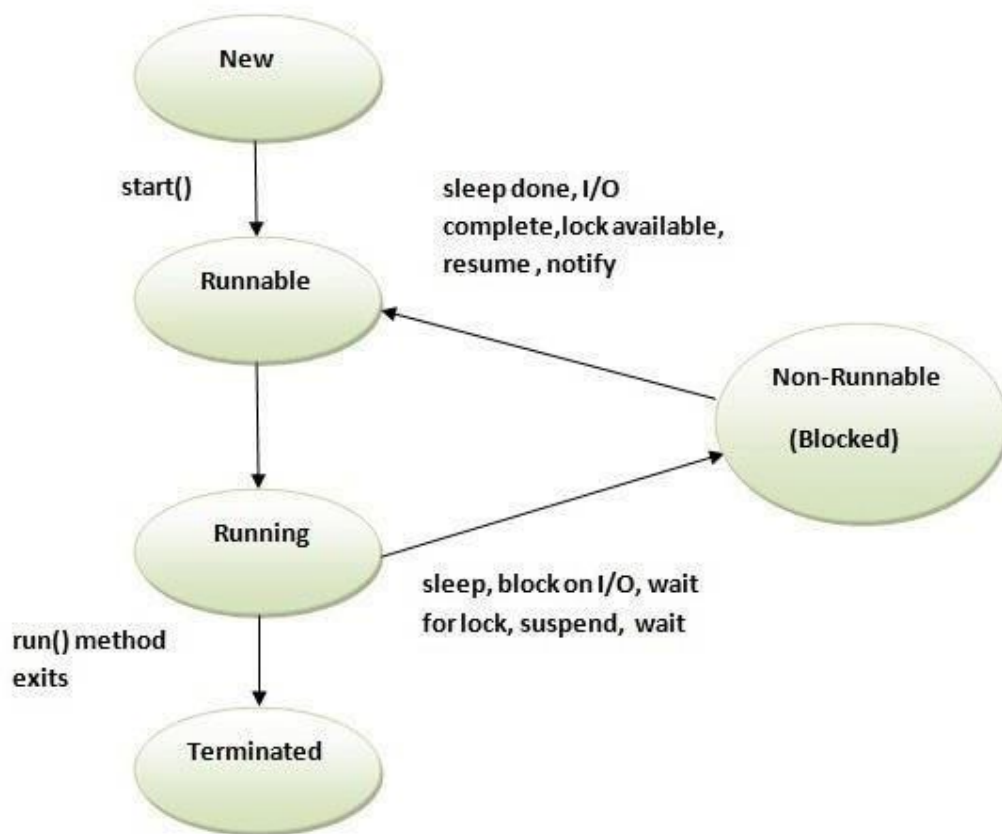 New
start()
sleep done, I/O
complete,lock available,
resume , notify
Runnable
Non-Runnable
(Blocked)
Running
sleep, block on I/O, wait
for lock, suspend, wait
run() method
exits
Terminated